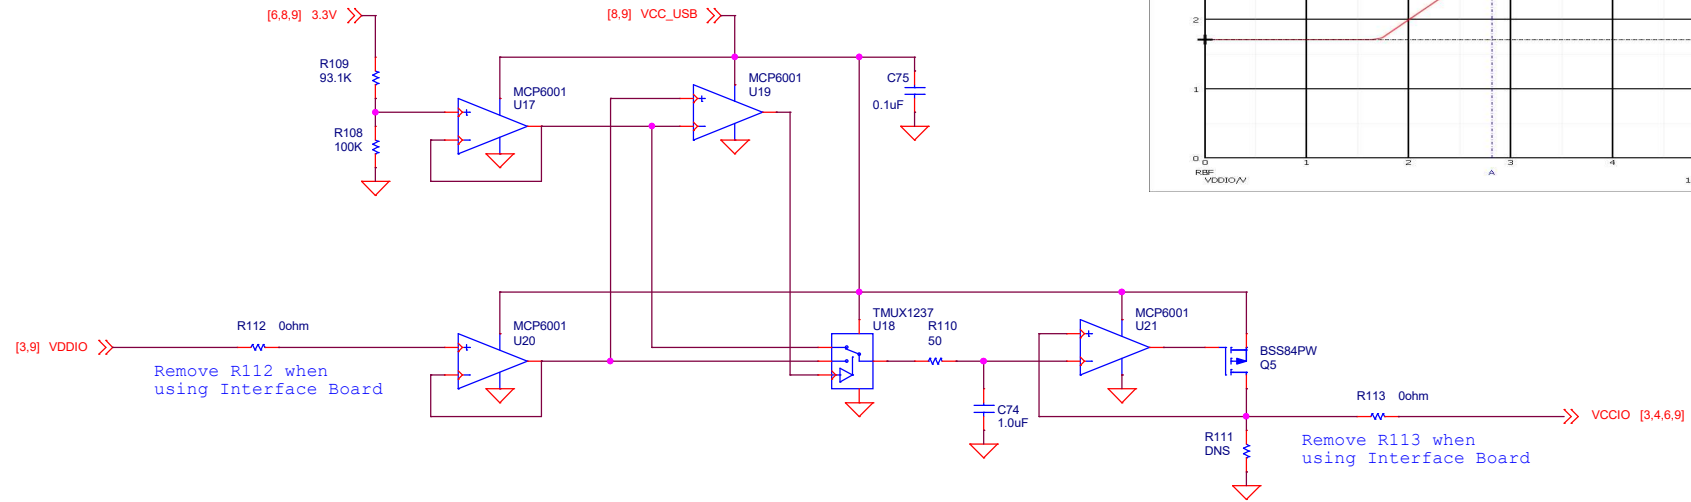 [6,8,9] 3.3V
[8,9] VCC_USB
R109
93.1K
R108
100K
MCP6001
U17
MCP6001
U19
C75
0.1uF
2
1
0
0
1
2
3
4
RBF
VDDIO/V
A
1
[3,9] VDDIO
R112 0ohm
Remove R112 when
using Interface Board
MCP6001
U20
TMUX1237
U18
R110
50
C74
1.0uF
MCP6001
U21
BSS84PW
Q5
R111
DNS
R113 0ohm
Remove R113 when
using Interface Board
VCCIO [3,4,6,9]